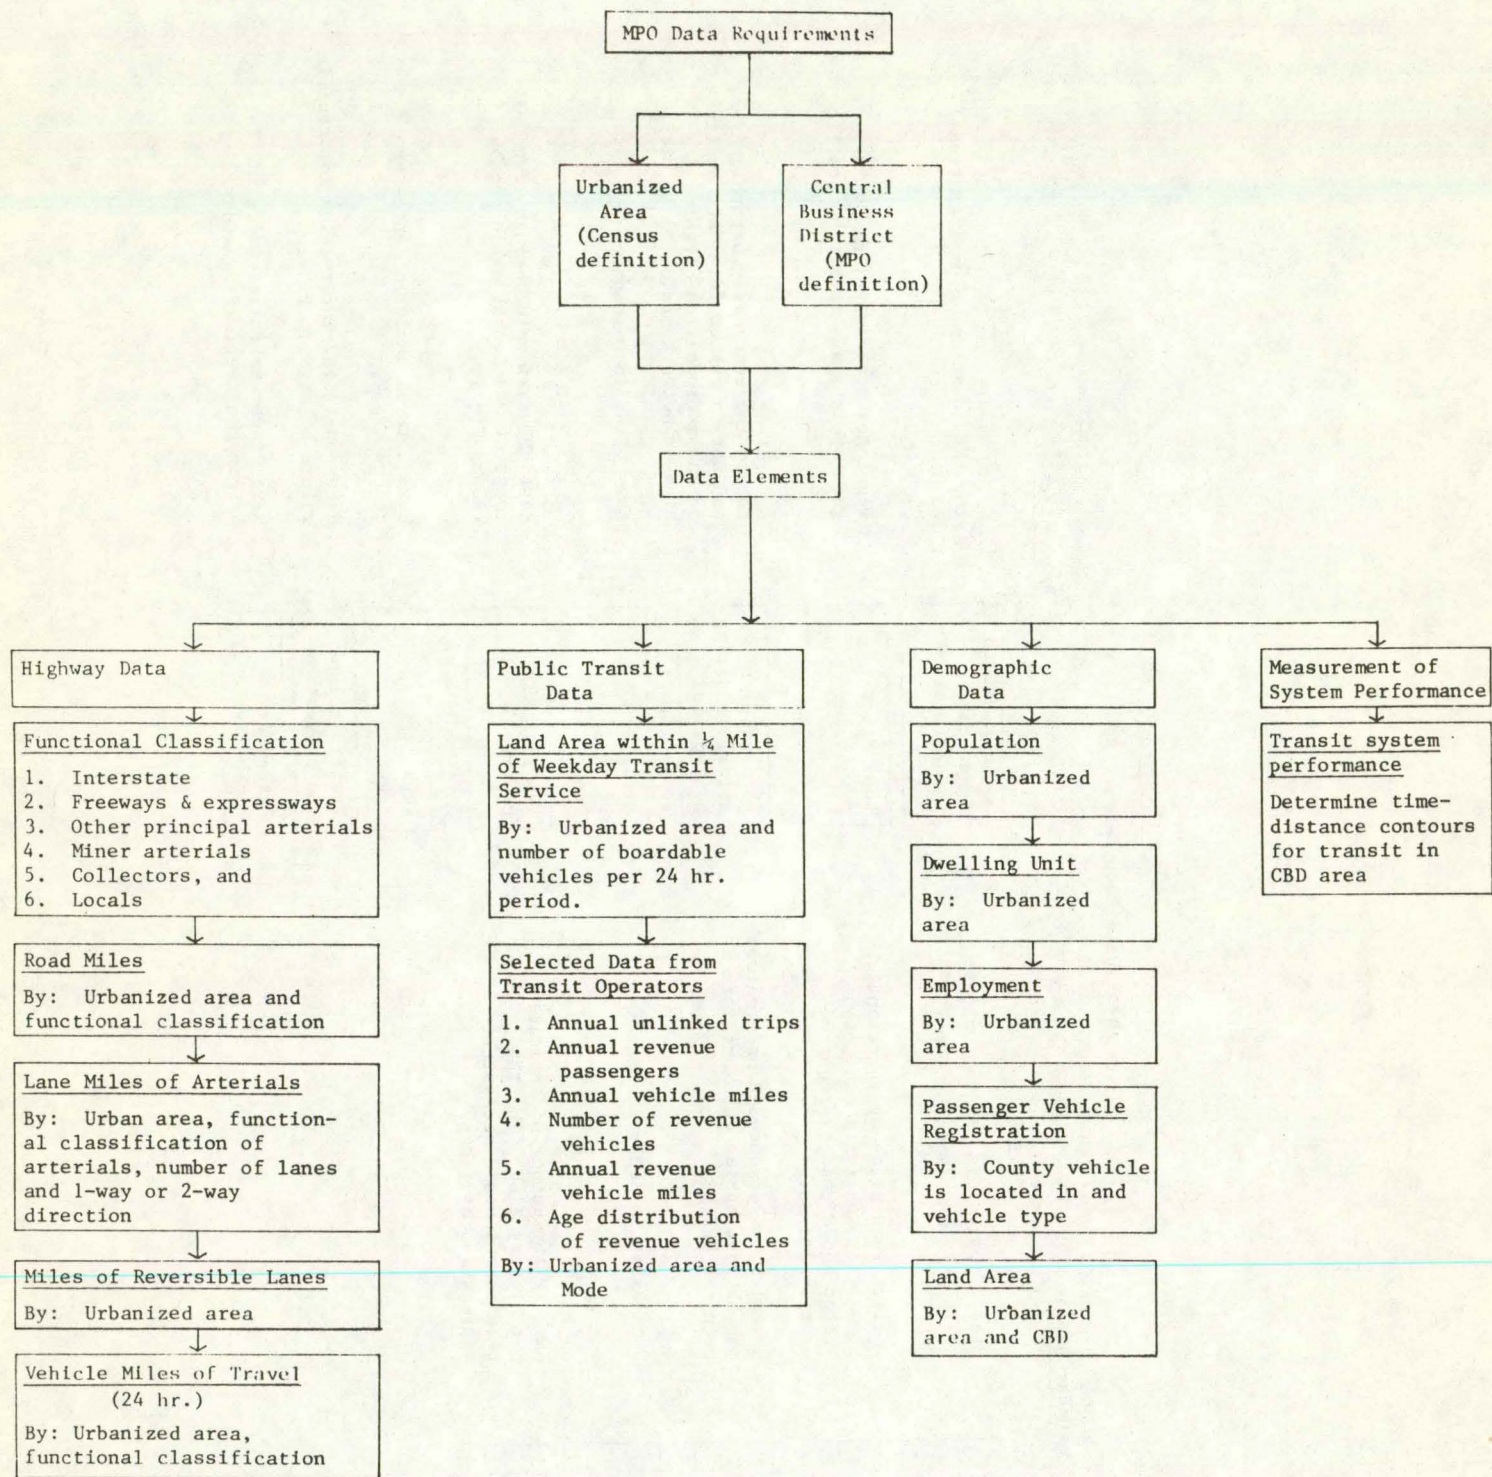 MPO Data Requirements
Urbanized
Area
(Census
definition)
Central
Business
District
(MPO
definition)
Data Elements
Highway Data
Functional Classification
1. Interstate
2. Freeways & expressways
3. Other principal arterials
4. Miner arterials
5. Collectors, and
6. Locals
Road Miles
By: Urbanized area and
functional classification
Lane Miles of Arterials
By: Urban area, function-
al classification of
arterials, number of lanes
and 1-way or 2-way
direction
Miles of Reversible Lanes
By: Urbanized area
Vehicle Miles of Travel
(24 hr.)
By: Urbanized area,
functional classification
Public Transit
Data
Land Area within ¼ Mile
of Weekday Transit
Service
By: Urbanized area and
number of boardable
vehicles per 24 hr.
period.
Selected Data from
Transit Operators
1. Annual unlinked trips
2. Annual revenue
passengers
3. Annual vehicle miles
4. Number of revenue
vehicles
5. Annual revenue
vehicle miles
6. Age distribution
of revenue vehicles
By: Urbanized area and
Mode
Demographic
Data
Population
By: Urbanized
area
Dwelling Unit
By: Urbanized
area
Employment
By: Urbanized
area
Passenger Vehicle
Registration
By: County vehicle
is located in and
vehicle type
Land Area
By: Urbanized
area and CBD
Measurement of
System Performance
Transit system
performance
Determine time-
distance contours
for transit in
CBD area